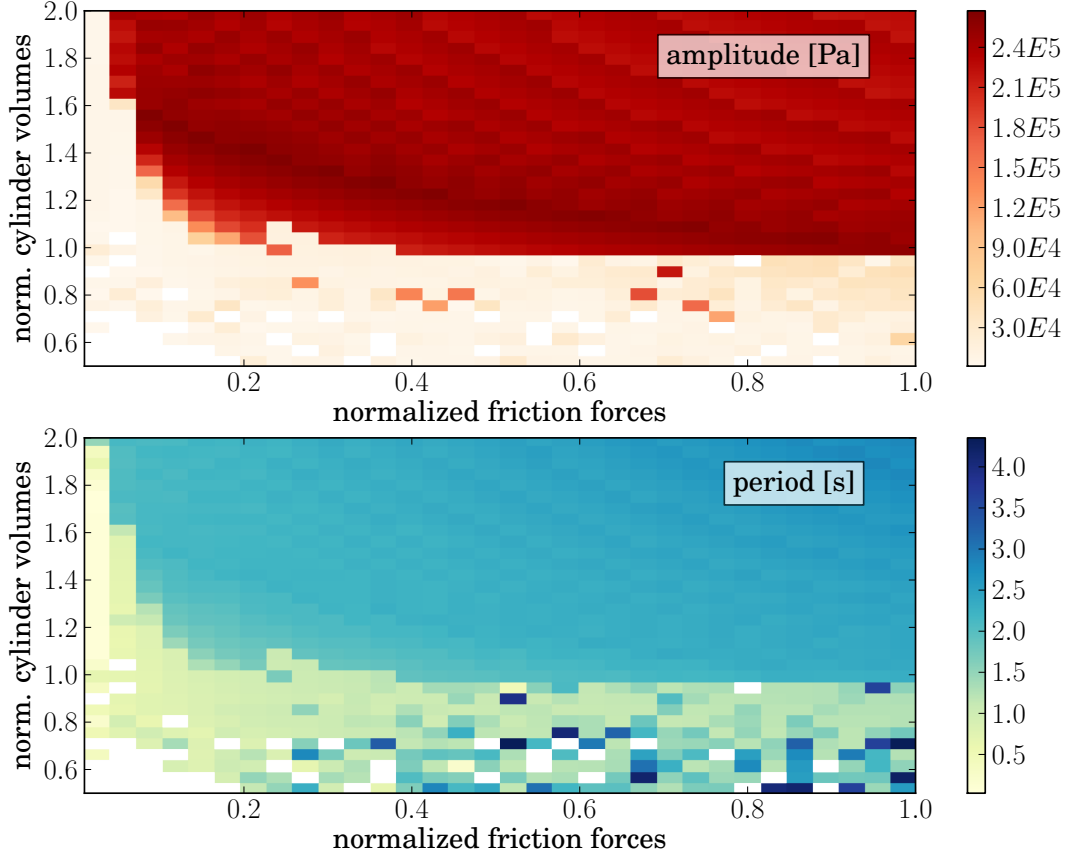 2.0
1.8
1.6
1.4
1.2
1.0
0.8
0.6
norm. cylinder volumes
amplitude [Pa]
0.2 0.4 0.6 0.8 1.0
normalized friction forces
2.4E5
2.1E5
1.8E5
1.5E5
1.2E5
9.0E4
6.0E4
3.0E4
2.0
1.8
1.6
1.4
1.2
1.0
0.8
0.6
norm. cylinder volumes
period [s]
0.2 0.4 0.6 0.8 1.0
normalized friction forces
4.0
3.5
3.0
2.5
2.0
1.5
1.0
0.5